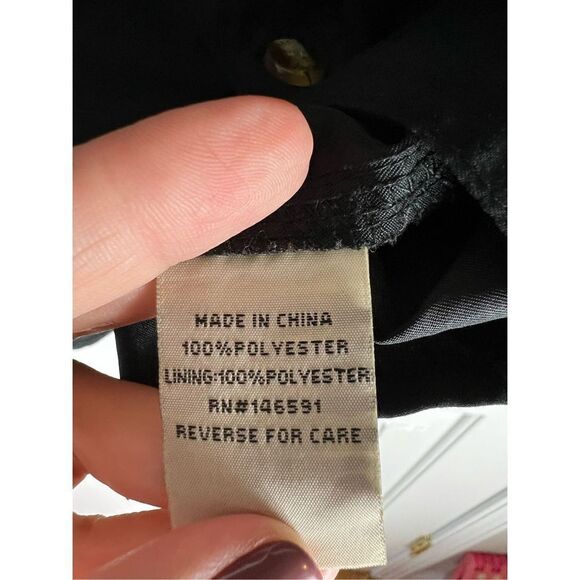 MADE IN CHINA
100%POLYESTER
LINING:100%POLYESTER
RN#146591
REVERSE FOR CARE